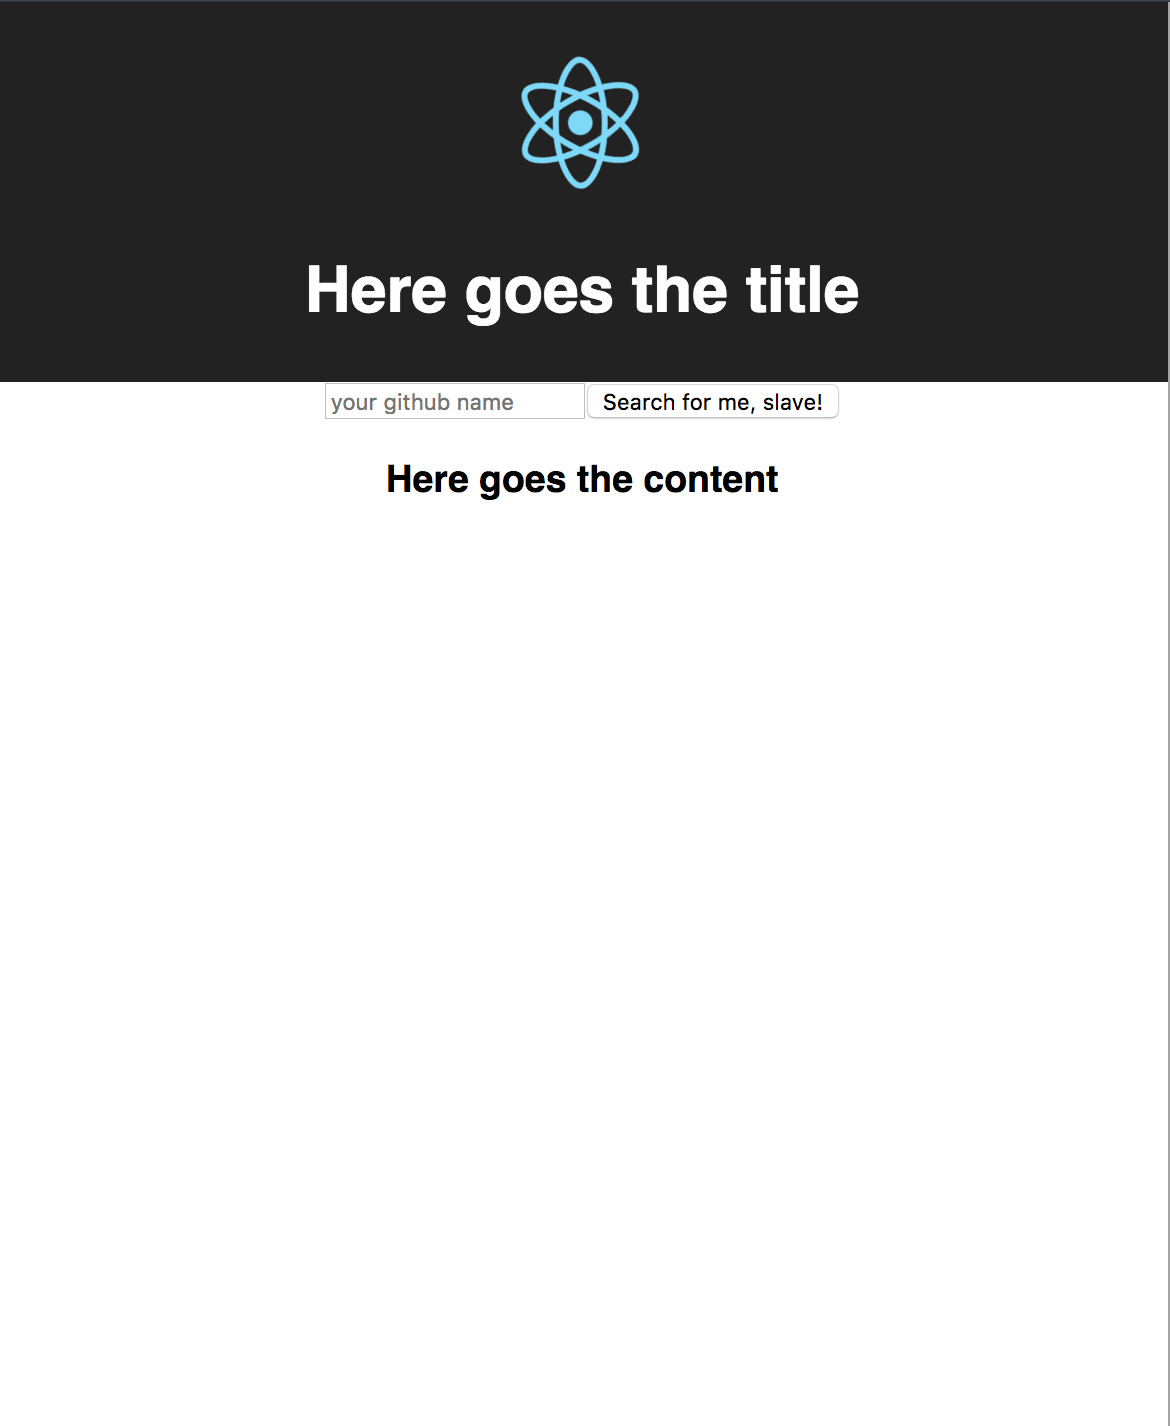 Here goes the title
your github name
Search for me, slave!
Here goes the content